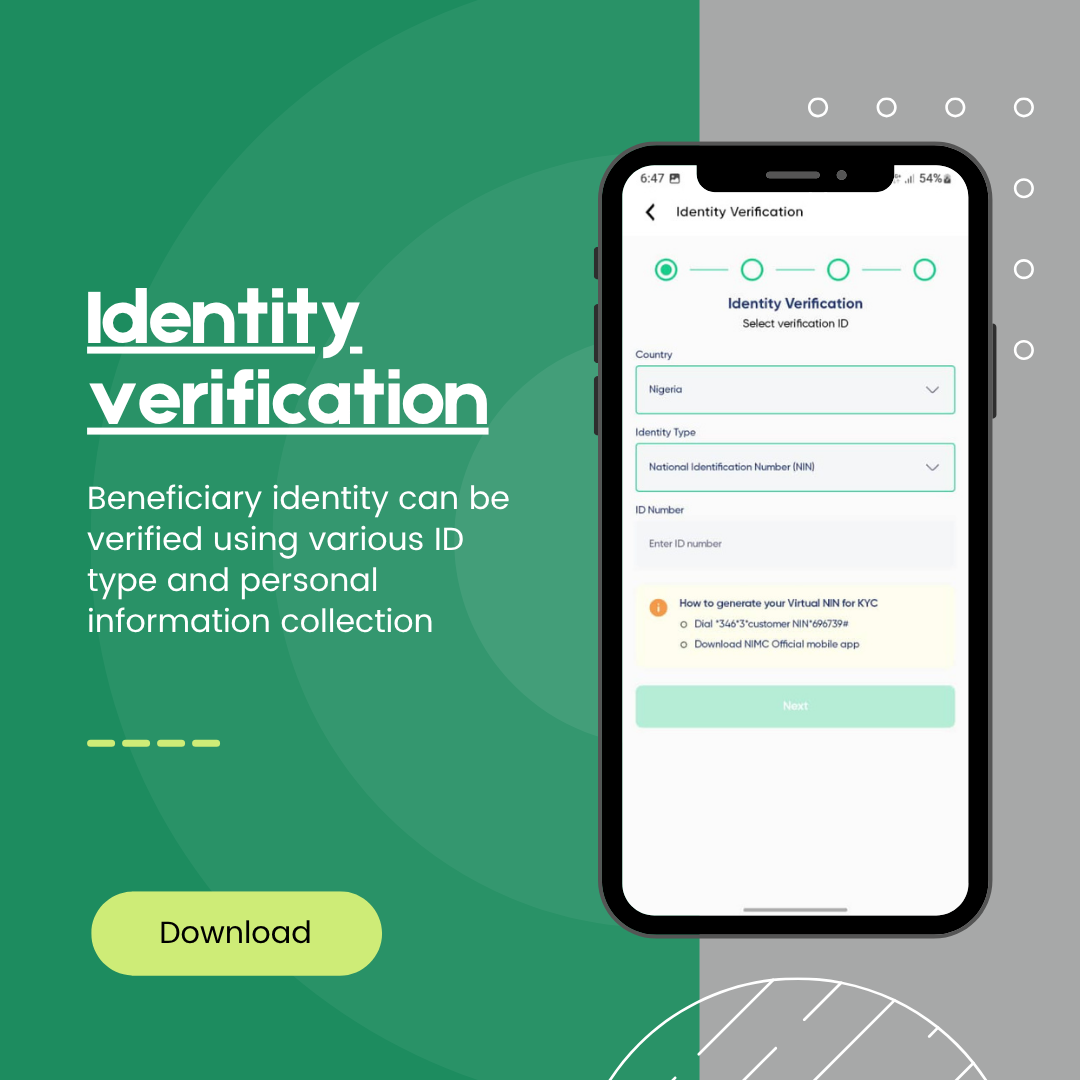 Identity
verification
Beneficiary identity can be
verified using various ID
type and personal
information collection
Download
6:47
54%
Identity Verification
Identity Verification
Select verification ID
Country
Nigeria
Identity Type
National Identification Number (NIN)
ID Number
Enter ID number
How to generate your Virtual NIN for KYC
Dial *346*3*customer NIN*696739#
Download NIMC Official mobile app
Next